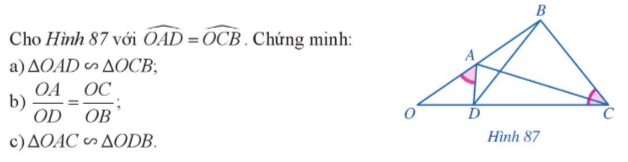 Cho Hình 87 với $\widehat{OAD} = \widehat{OCB}$. Chứng minh:
a) ΔOAD ∽ ΔOCB;
b) $\frac{OA}{OD} = \frac{OC}{OB}$;
c) ΔOAC ∽ ΔODB.
B
A
O
D
C
Hình 87